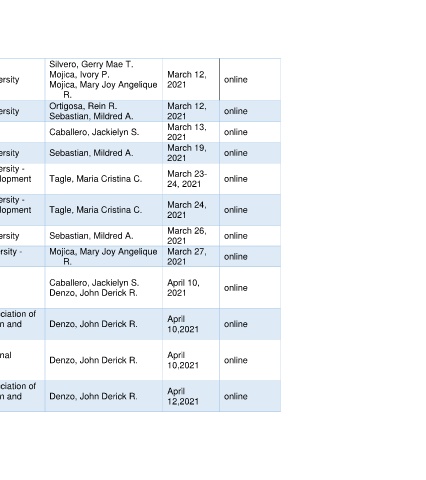 Silvero, Gerry Mae T.
Mojica, Ivory P.
ersity Mojica, Mary Joy Angelique March 12, online
R. 2021
ersity Ortigosa, Rein R. March 12, online
Sebastian, Mildred A. 2021
Caballero, Jackielyn S. March 13, online
2021
ersity Sebastian, Mildred A. March 19, online
2021
ersity -
lopment Tagle, Maria Cristina C. March 23- online
24, 2021
ersity -
lopment Tagle, Maria Cristina C. March 24, online
2021
ersity Sebastian, Mildred A. March 26, online
2021
rsity - Mojica, Mary Joy Angelique March 27, online
R. 2021
Caballero, Jackielyn S. April 10, online
Denzo, John Derick R. 2021
ciation of
n and Denzo, John Derick R. April online
10,2021
nal Denzo, John Derick R. April online
10,2021
ciation of
n and Denzo, John Derick R. April online
12,2021